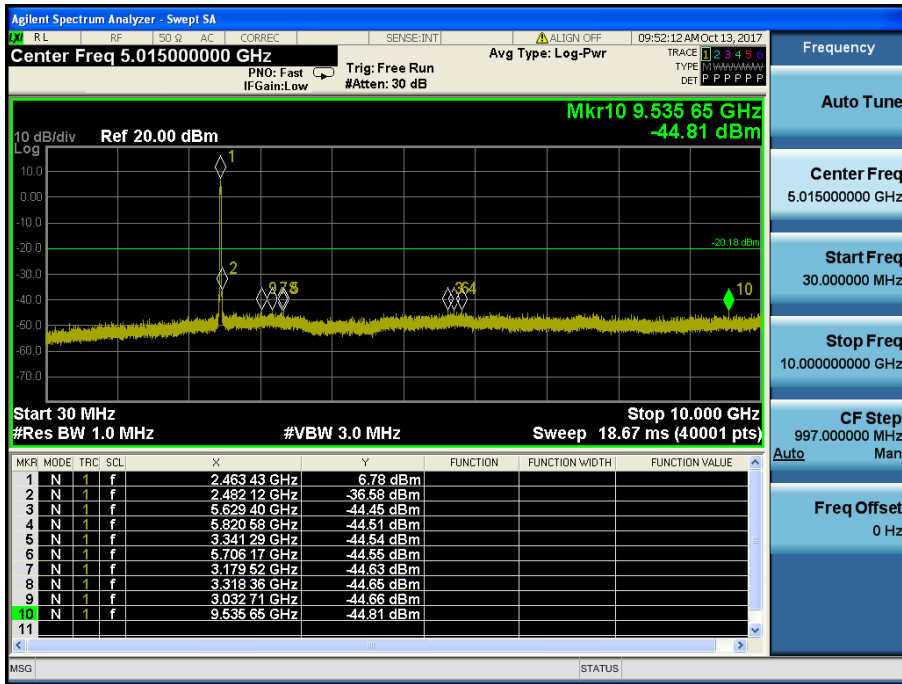 Agilent Spectrum Analyzer - Swept SA
LXI RL RF 50 Ω AC CORREC SENSE:INT ALIGN OFF 09:52:12 AM Oct 13, 2017
Center Freq 5.015000000 GHz
PNO: Fast
IFGain:Low
Trig: Free Run
#Atten: 30 dB
Avg Type: Log-Pwr
TRACE 1 2 3 4 5 6
TYPE M W W W W W
DET P P P P P P
Mkr10 9.535 65 GHz
-44.81 dBm
10 dB/div Ref 20.00 dBm
Log
10.0
0.00
-10.0
-20.0
-30.0
-40.0
-50.0
-60.0
-70.0
-20.18 dBm
1
2
10
Start 30 MHz Stop 10.000 GHz
#Res BW 1.0 MHz #VBW 3.0 MHz Sweep 18.67 ms (40001 pts)
MKR MODE TRC SCL X Y FUNCTION FUNCTION WIDTH FUNCTION VALUE
1 N 1 f 2.463 43 GHz 6.78 dBm
2 N 1 f 2.482 12 GHz -36.58 dBm
3 N 1 f 5.629 40 GHz -44.45 dBm
4 N 1 f 5.820 58 GHz -44.51 dBm
5 N 1 f 3.341 29 GHz -44.54 dBm
6 N 1 f 5.706 17 GHz -44.55 dBm
7 N 1 f 3.179 52 GHz -44.63 dBm
8 N 1 f 3.318 36 GHz -44.65 dBm
9 N 1 f 3.032 71 GHz -44.66 dBm
10 N 1 f 9.535 65 GHz -44.81 dBm
11
MSG STATUS
Frequency
Auto Tune
Center Freq
5.015000000 GHz
Start Freq
30.000000 MHz
Stop Freq
10.000000000 GHz
CF Step
997.000000 MHz
Auto Man
Freq Offset
0 Hz